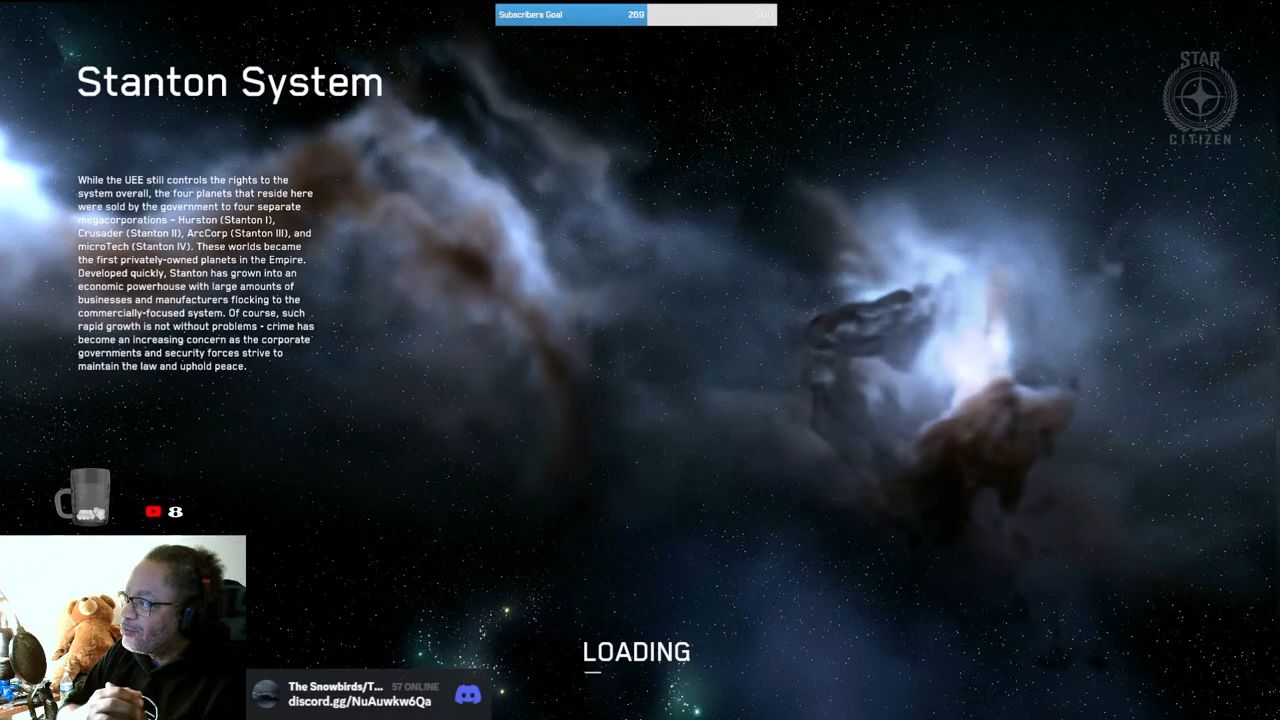 Subscribers Goal 269
Stanton System
STAR
CITIZEN
While the UEE still controls the rights to the
system overall, the four planets that reside here
were sold by the government to four separate
megacorporations – Hurston (Stanton I),
Crusader (Stanton II), ArcCorp (Stanton III), and
microTech (Stanton IV). These worlds became
the first privately-owned planets in the Empire.
Developed quickly, Stanton has grown into an
economic powerhouse with large amounts of
businesses and manufacturers flocking to the
commercially-focused system. Of course, such
rapid growth is not without problems - crime has
become an increasing concern as the corporate
governments and security forces strive to
maintain the law and uphold peace.
8
LOADING
The Snowbirds/T... 57 ONLINE
discord.gg/NuAuwkw6Qa